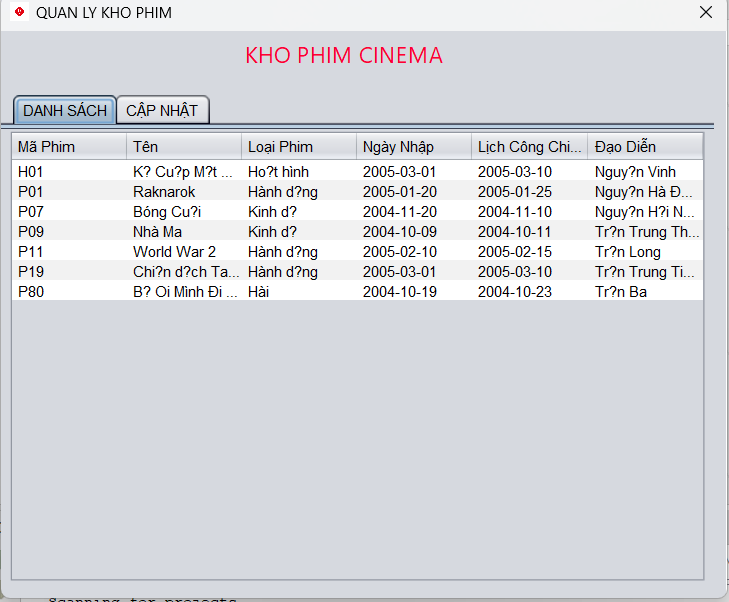 QUAN LY KHO PHIM
KHO PHIM CINEMA
DANH SÁCH CẬP NHẬT
Mã Phim Tên Loại Phim Ngày Nhập Lịch Công Chi... Đạo Diễn
H01 K? Cu?p M?t ... Ho?t hình 2005-03-01 2005-03-10 Nguy?n Vinh
P01 Raknarok Hành d?ng 2005-01-20 2005-01-25 Nguy?n Hà Đ...
P07 Bóng Cu?i Kinh d? 2004-11-20 2004-11-10 Nguy?n H?i N...
P09 Nhà Ma Kinh d? 2004-10-09 2004-10-11 Tr?n Trung Th...
P11 World War 2 Hành d?ng 2005-02-10 2005-02-15 Tr?n Long
P19 Chi?n d?ch Ta... Hành d?ng 2005-03-01 2005-03-10 Tr?n Trung Ti...
P80 B? Oi Mình Đi ... Hài 2004-10-19 2004-10-23 Tr?n Ba
Scanning for projects